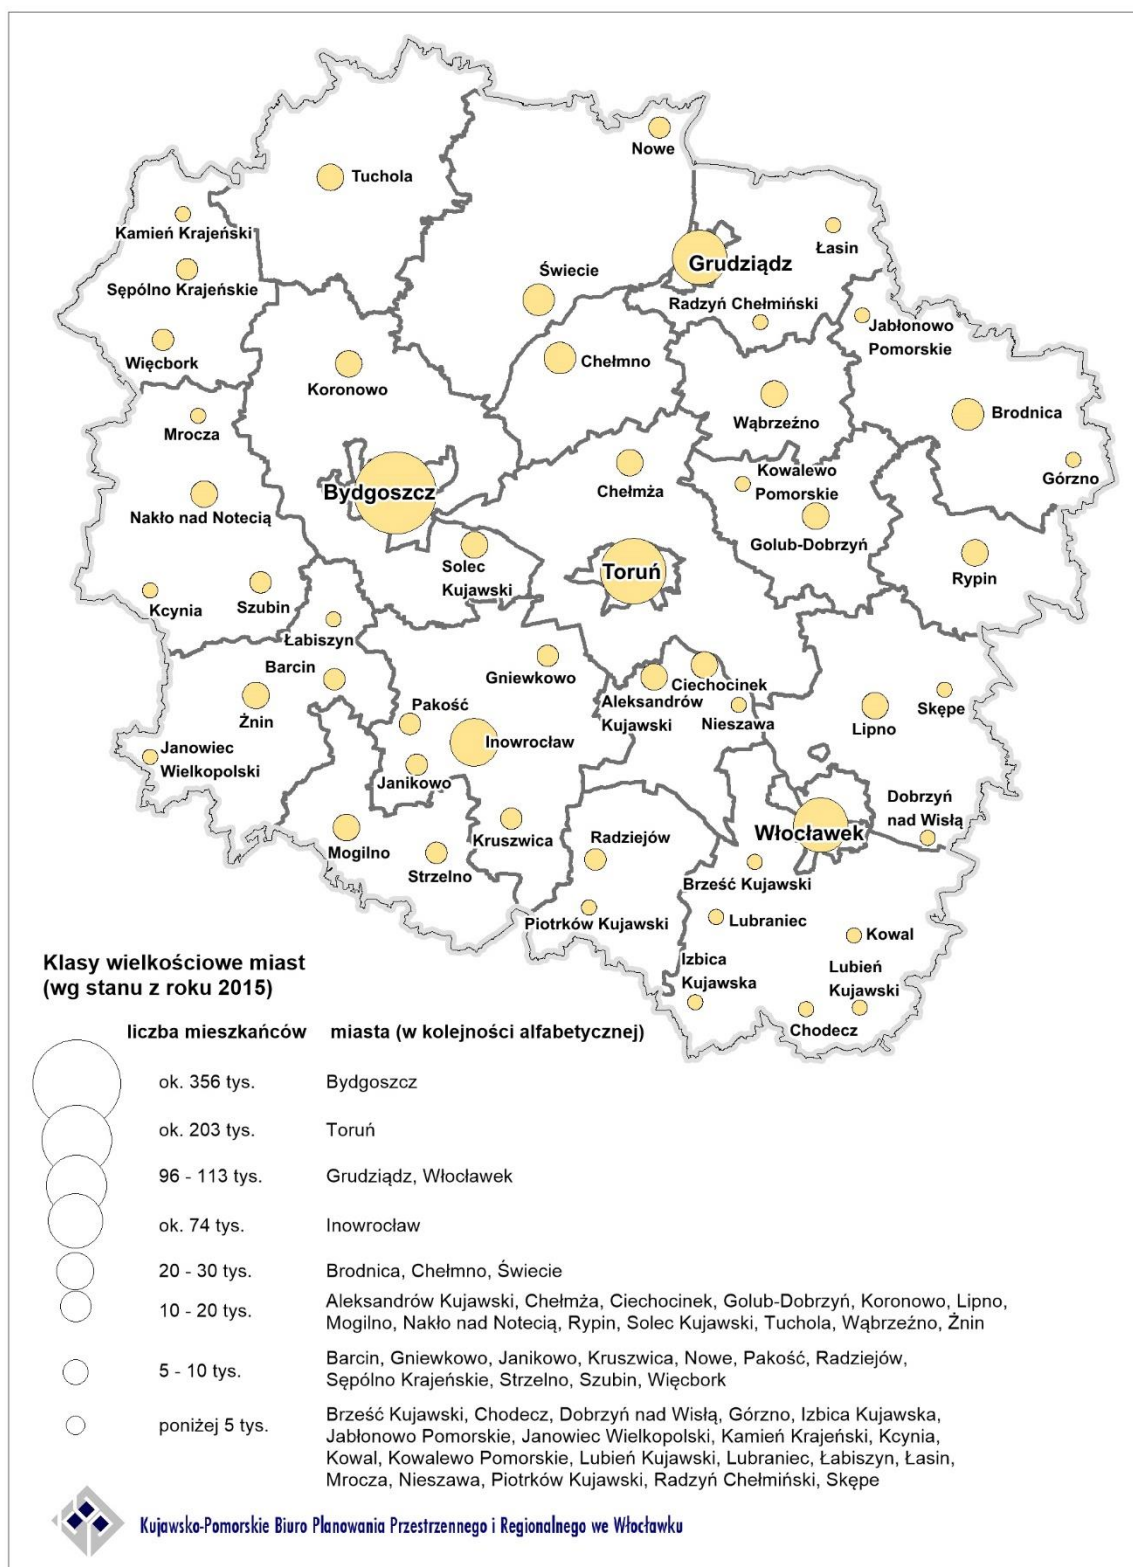 Nowe
Tuchola
Kamień Krajeński
Łasin
Grudziądz
Sępólno Krajeńskie
Świecie
Radzyń Chełmiński
Jabłonowo
Pomorskie
Więcbork
Chełmno
Koronowo
Brodnica
Wąbrzeźno
Mrocza
Kowalewo
Pomorskie
Górzno
Chełmża
Bydgoszcz
Nakło nad Notecią
Golub-Dobrzyń
Solec
Kujawski
Toruń
Rypin
Kcynia
Szubin
Łabiszyn
Barcin
Gniewkowo
Ciechocinek
Aleksandrów
Kujawski
Nieszawa
Skępe
Pakość
Żnin
Lipno
Inowrocław
Janowiec
Wielkopolski
Janikowo
Dobrzyń
nad Wisłą
Włocławek
Kruszwica
Radziejów
Mogilno
Strzelno
Brześć Kujawski
Piotrków Kujawski
Lubraniec
Kowal
Izbica
Kujawska
Lubień
Kujawski
Chodecz
Klasy wielkościowe miast
(wg stanu z roku 2015)
liczba mieszkańców miasta (w kolejności alfabetycznej)
ok. 356 tys. Bydgoszcz
ok. 203 tys. Toruń
96 - 113 tys. Grudziądz, Włocławek
ok. 74 tys. Inowrocław
20 - 30 tys. Brodnica, Chełmno, Świecie
10 - 20 tys. Aleksandrów Kujawski, Chełmża, Ciechocinek, Golub-Dobrzyń, Koronowo, Lipno,
Mogilno, Nakło nad Notecią, Rypin, Solec Kujawski, Tuchola, Wąbrzeźno, Żnin
5 - 10 tys. Barcin, Gniewkowo, Janikowo, Kruszwica, Nowe, Pakość, Radziejów,
Sępólno Krajeńskie, Strzelno, Szubin, Więcbork
poniżej 5 tys. Brześć Kujawski, Chodecz, Dobrzyń nad Wisłą, Górzno, Izbica Kujawska,
Jabłonowo Pomorskie, Janowiec Wielkopolski, Kamień Krajeński, Kcynia,
Kowal, Kowalewo Pomorskie, Lubień Kujawski, Lubraniec, Łabiszyn, Łasin,
Mrocza, Nieszawa, Piotrków Kujawski, Radzyń Chełmiński, Skępe
Kujawsko-Pomorskie Biuro Planowania Przestrzennego i Regionalnego we Włocławku